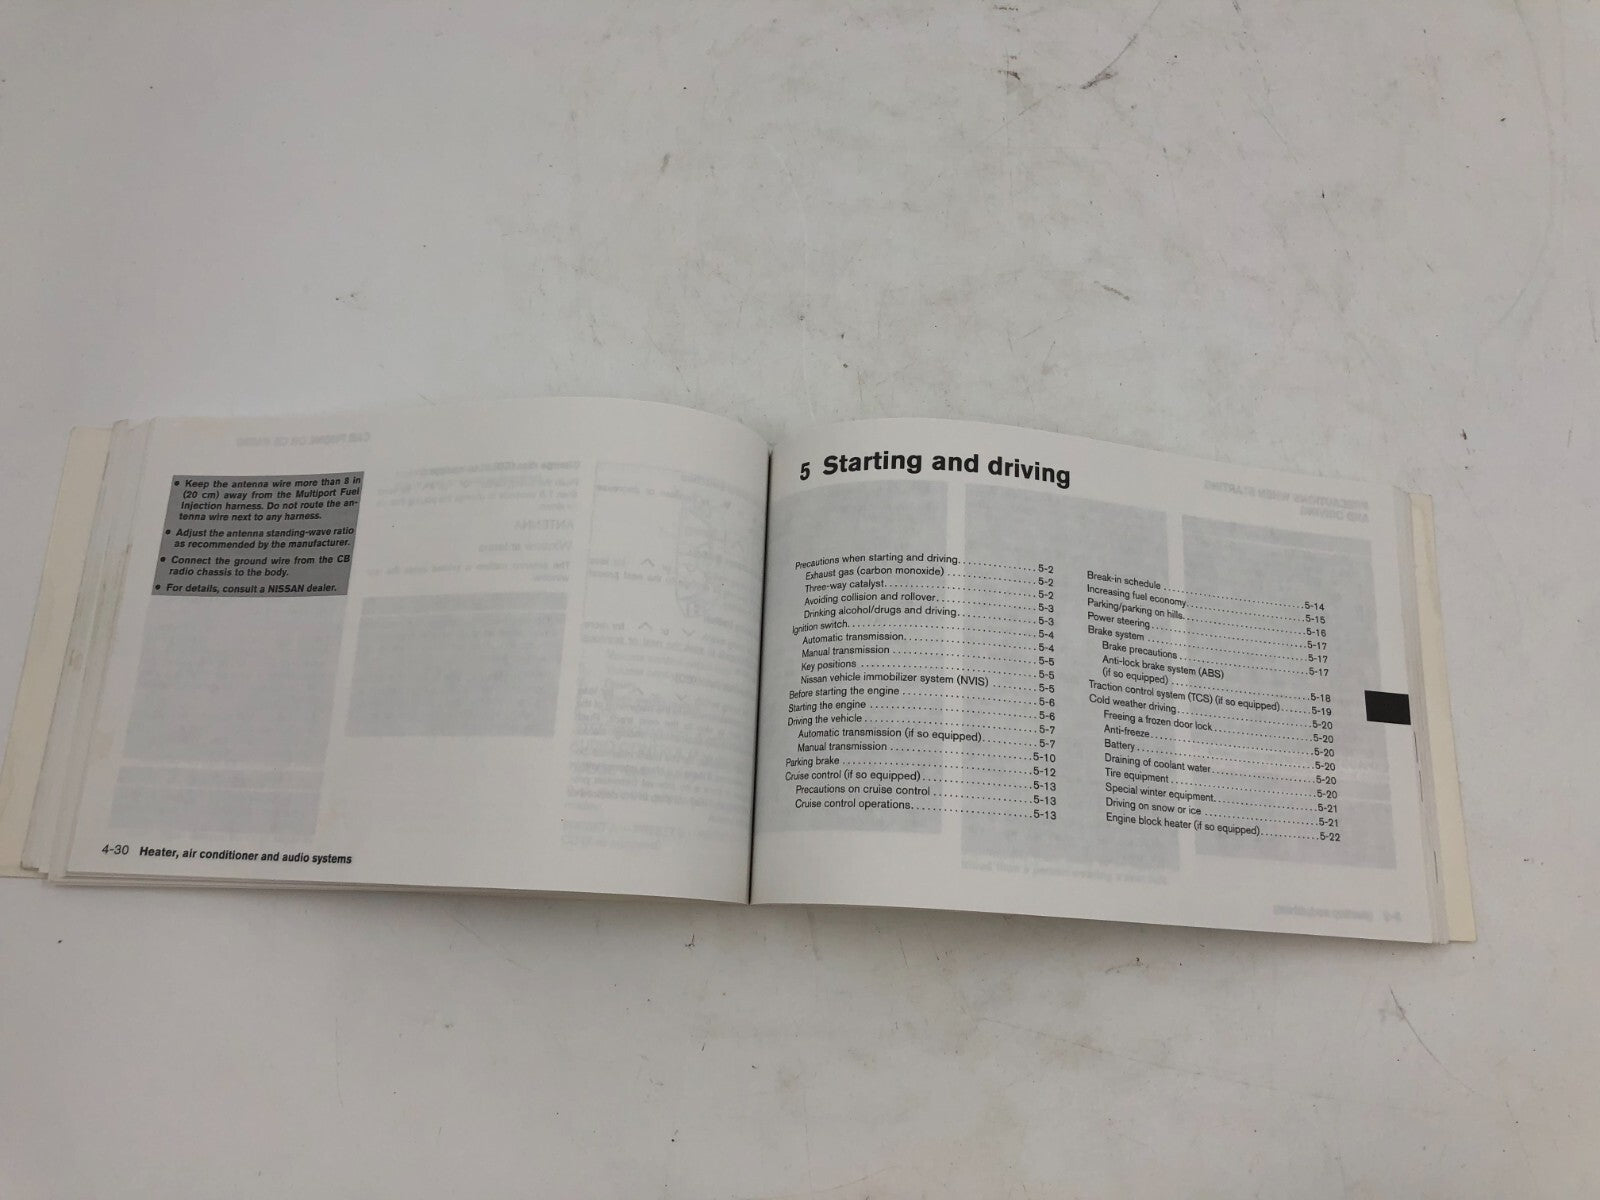 • Keep the antenna wire more than 8 in
(20 cm) away from the Multiport Fuel
Injection harness. Do not route the an-
tenna wire next to any harness.
• Adjust the antenna standing-wave ratio
as recommended by the manufacturer.
• Connect the ground wire from the CB
radio chassis to the body.
• For details, consult a NISSAN dealer.
4-30 Heater, air conditioner and audio systems
5 Starting and driving
Precautions when starting and driving..............5-2
Exhaust gas (carbon monoxide)..............5-2
Three-way catalyst..............5-2
Avoiding collision and rollover..............5-3
Drinking alcohol/drugs and driving..............5-3
Ignition switch..............5-4
Automatic transmission..............5-4
Manual transmission..............5-5
Key positions..............5-5
Nissan vehicle immobilizer system (NVIS)..............5-5
Before starting the engine..............5-6
Starting the engine..............5-6
Driving the vehicle..............5-7
Automatic transmission (if so equipped)..............5-7
Manual transmission..............5-10
Parking brake..............5-12
Cruise control (if so equipped)..............5-13
Precautions on cruise control..............5-13
Cruise control operations..............5-13
Break-in schedule..............5-14
Increasing fuel economy..............5-15
Parking/parking on hills..............5-16
Power steering..............5-17
Brake system..............5-17
Brake precautions..............5-17
Anti-lock brake system (ABS)
(if so equipped)..............5-18
Traction control system (TCS) (if so equipped)..............5-19
Cold weather driving..............5-20
Freeing a frozen door lock..............5-20
Anti-freeze..............5-20
Battery..............5-20
Draining of coolant water..............5-20
Tire equipment..............5-20
Special winter equipment..............5-21
Driving on snow or ice..............5-21
Engine block heater (if so equipped)..............5-22